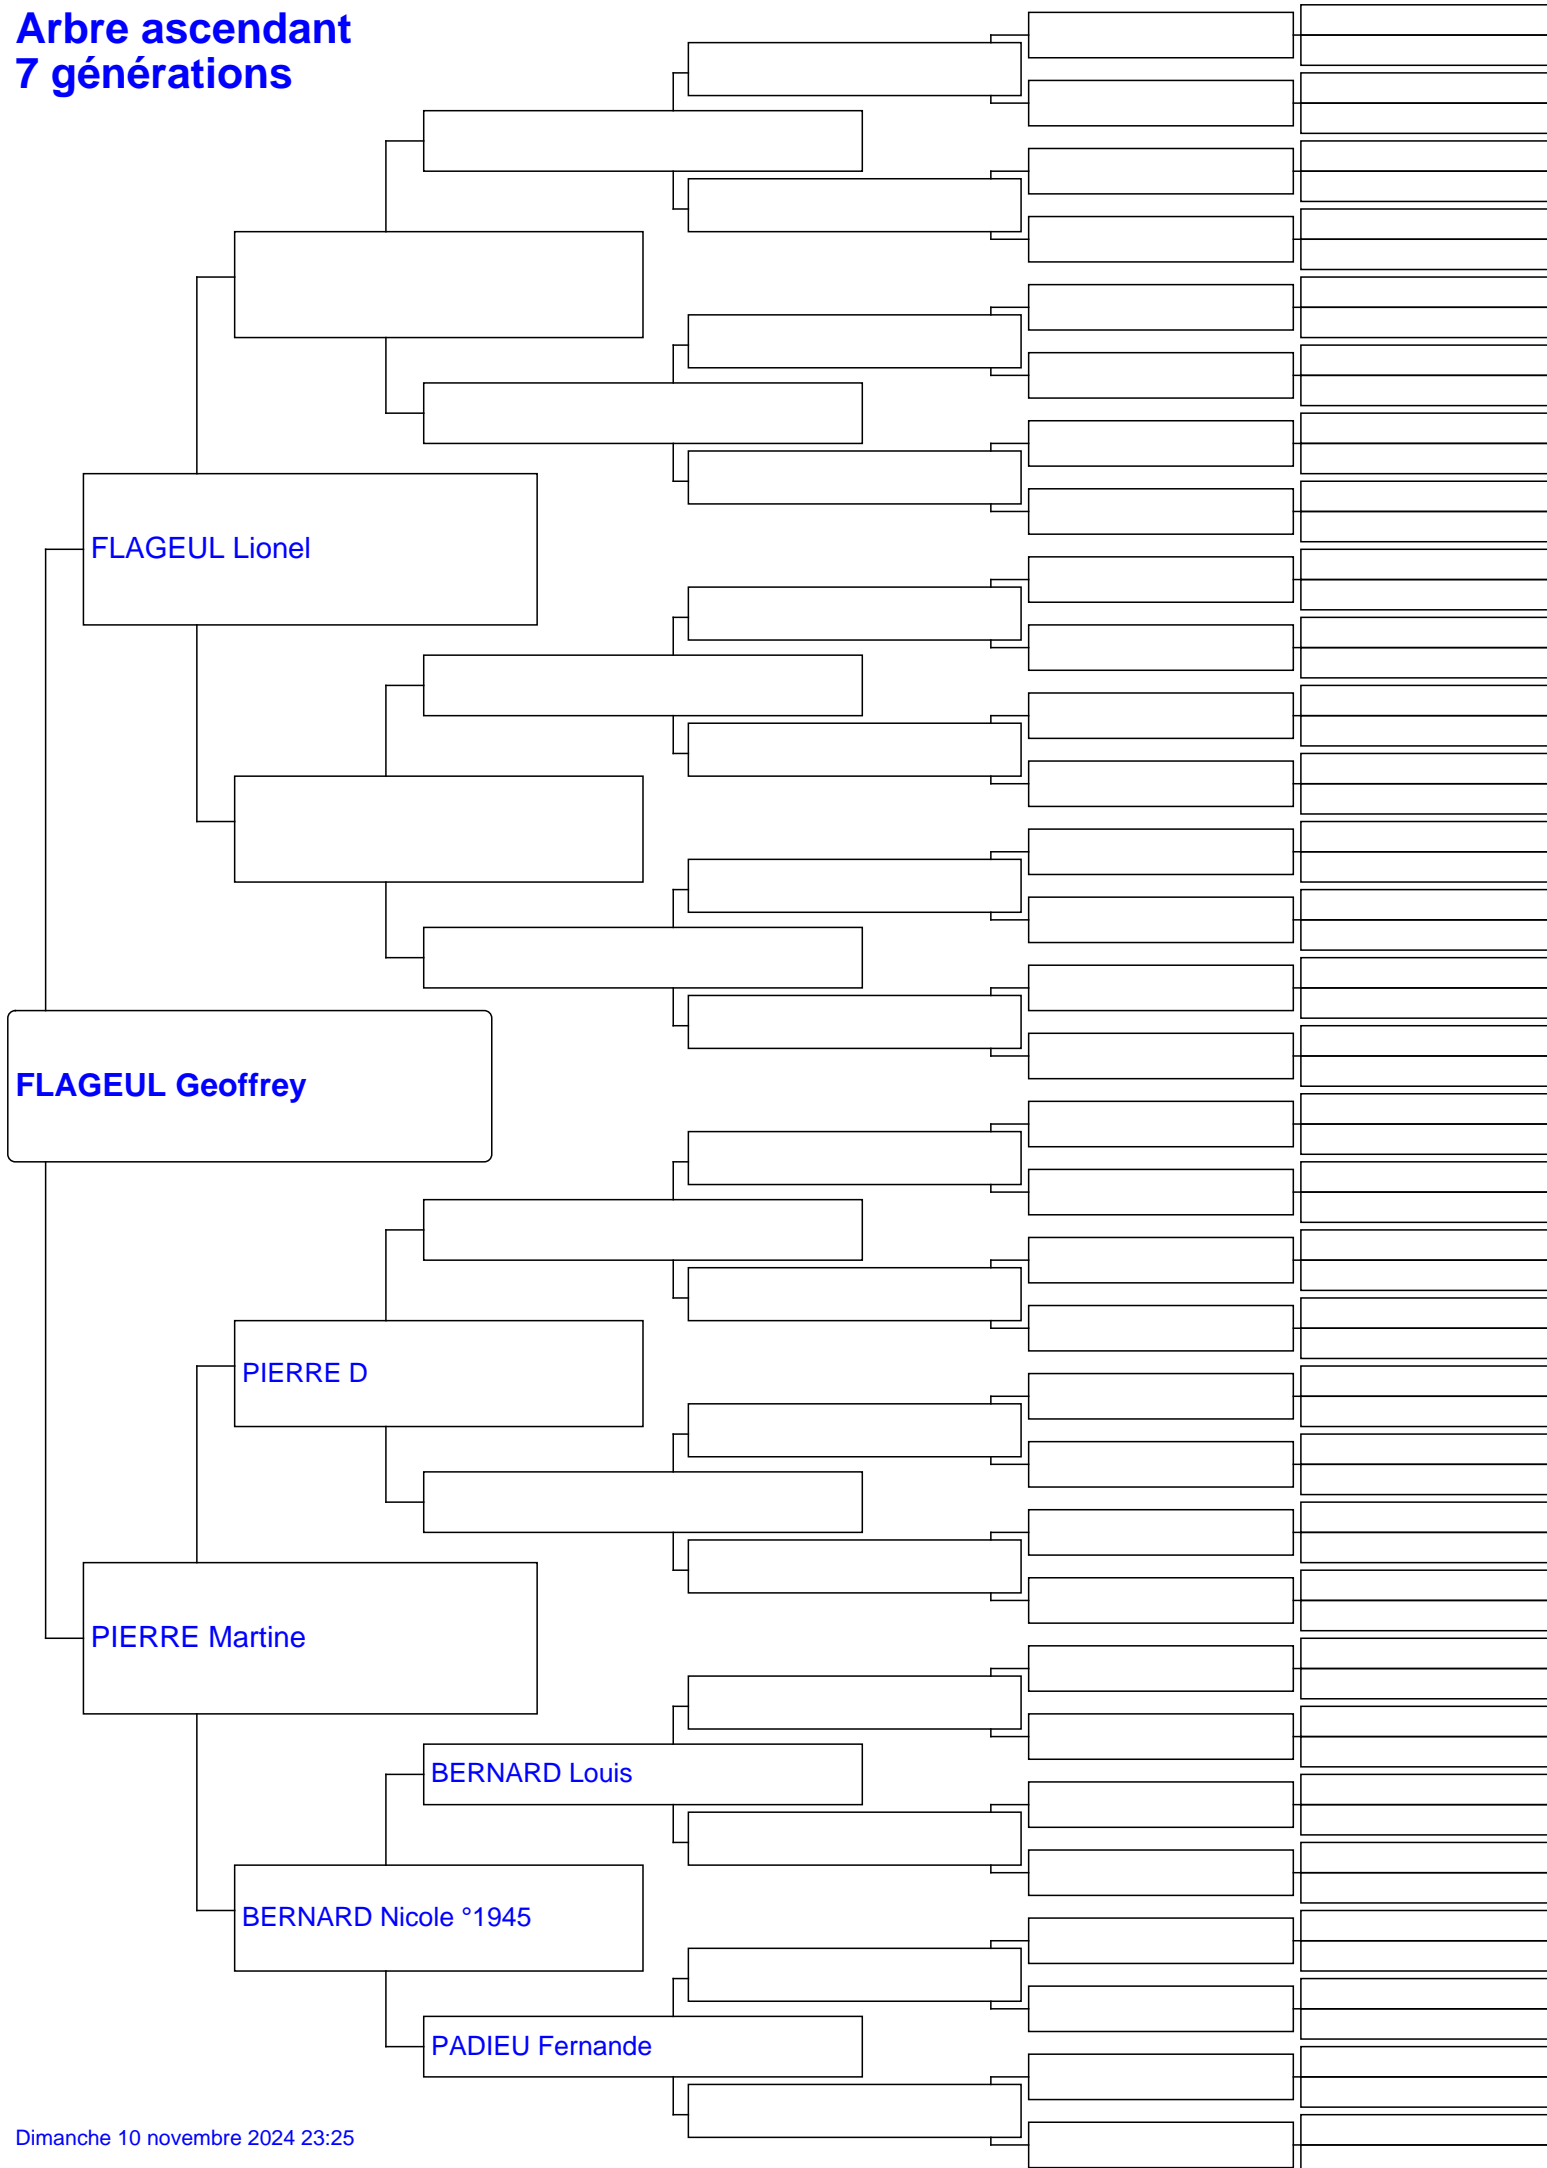 Arbre ascendant
7 générations
FLAGEUL Lionel
FLAGEUL Geoffrey
PIERRE D
PIERRE Martine
BERNARD Louis
BERNARD Nicole °1945
PADIEU Fernande
Dimanche 10 novembre 2024 23:25